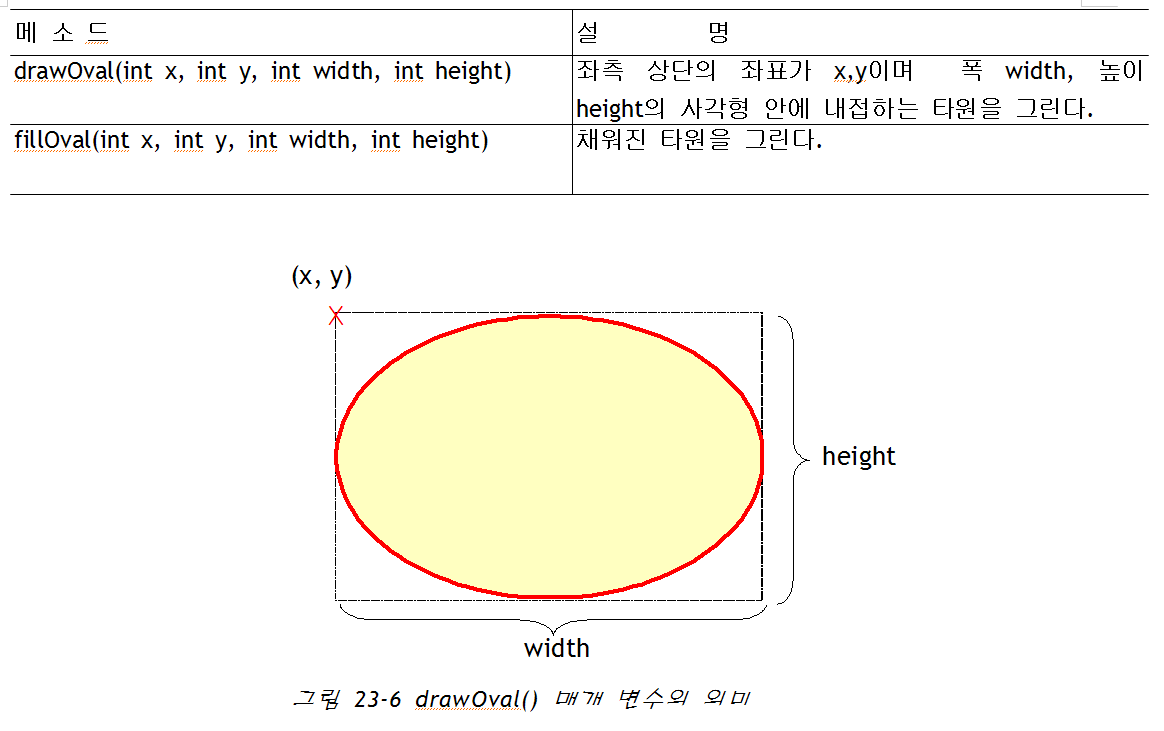 메 소 드 설 명
drawOval(int x, int y, int width, int height) 좌측 상단의 좌표가 x,y이며 폭 width, 높이
height의 사각형 안에 내접하는 타원을 그린다.
fillOval(int x, int y, int width, int height) 채워진 타원을 그린다.
(x, y)
height
width
그림 23-6 drawOval() 매개 변수의 의미